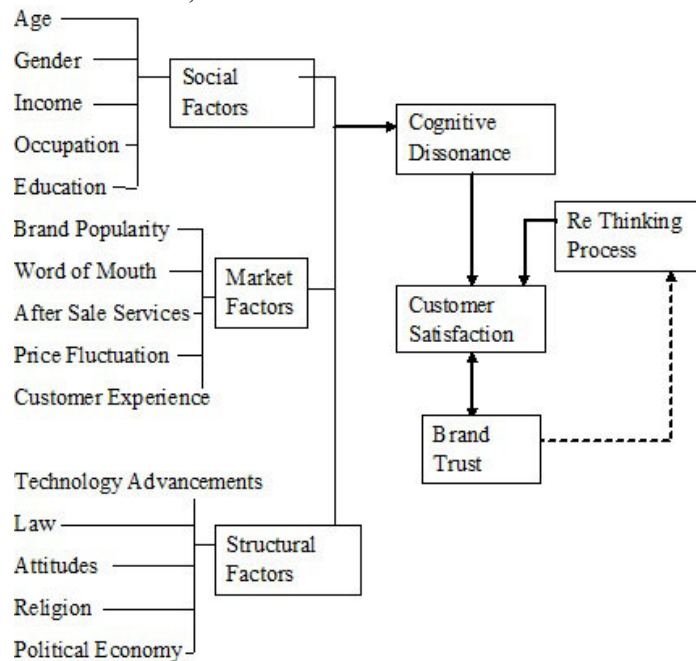 Age
Gender
Income
Occupation
Education
Social
Factors
Brand Popularity
Word of Mouth
After Sale Services
Price Fluctuation
Customer Experience
Market
Factors
Technology Advancements
Law
Attitudes
Religion
Political Economy
Structural
Factors
Cognitive
Dissonance
Re Thinking
Process
Customer
Satisfaction
Brand
Trust